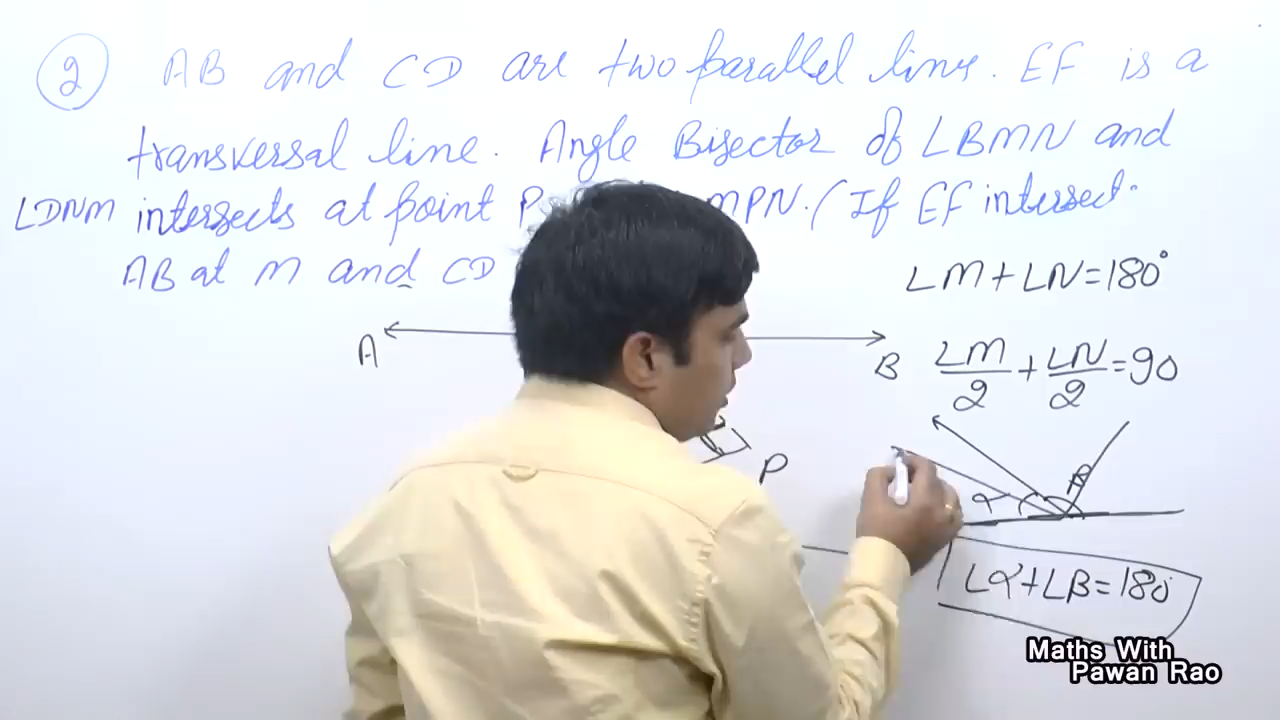 2 AB and CD are two parallel line. EF is a
transversal line. Angle Bisector of ∠BMN and
∠DNM intersects at point P MPN. (If EF intersect
AB at M and CD
∠M + ∠N = 180°
A
B
∠M/2 + ∠N/2 = 90
P
α
B
∠α + ∠B = 180
Maths With
Pawan Rao